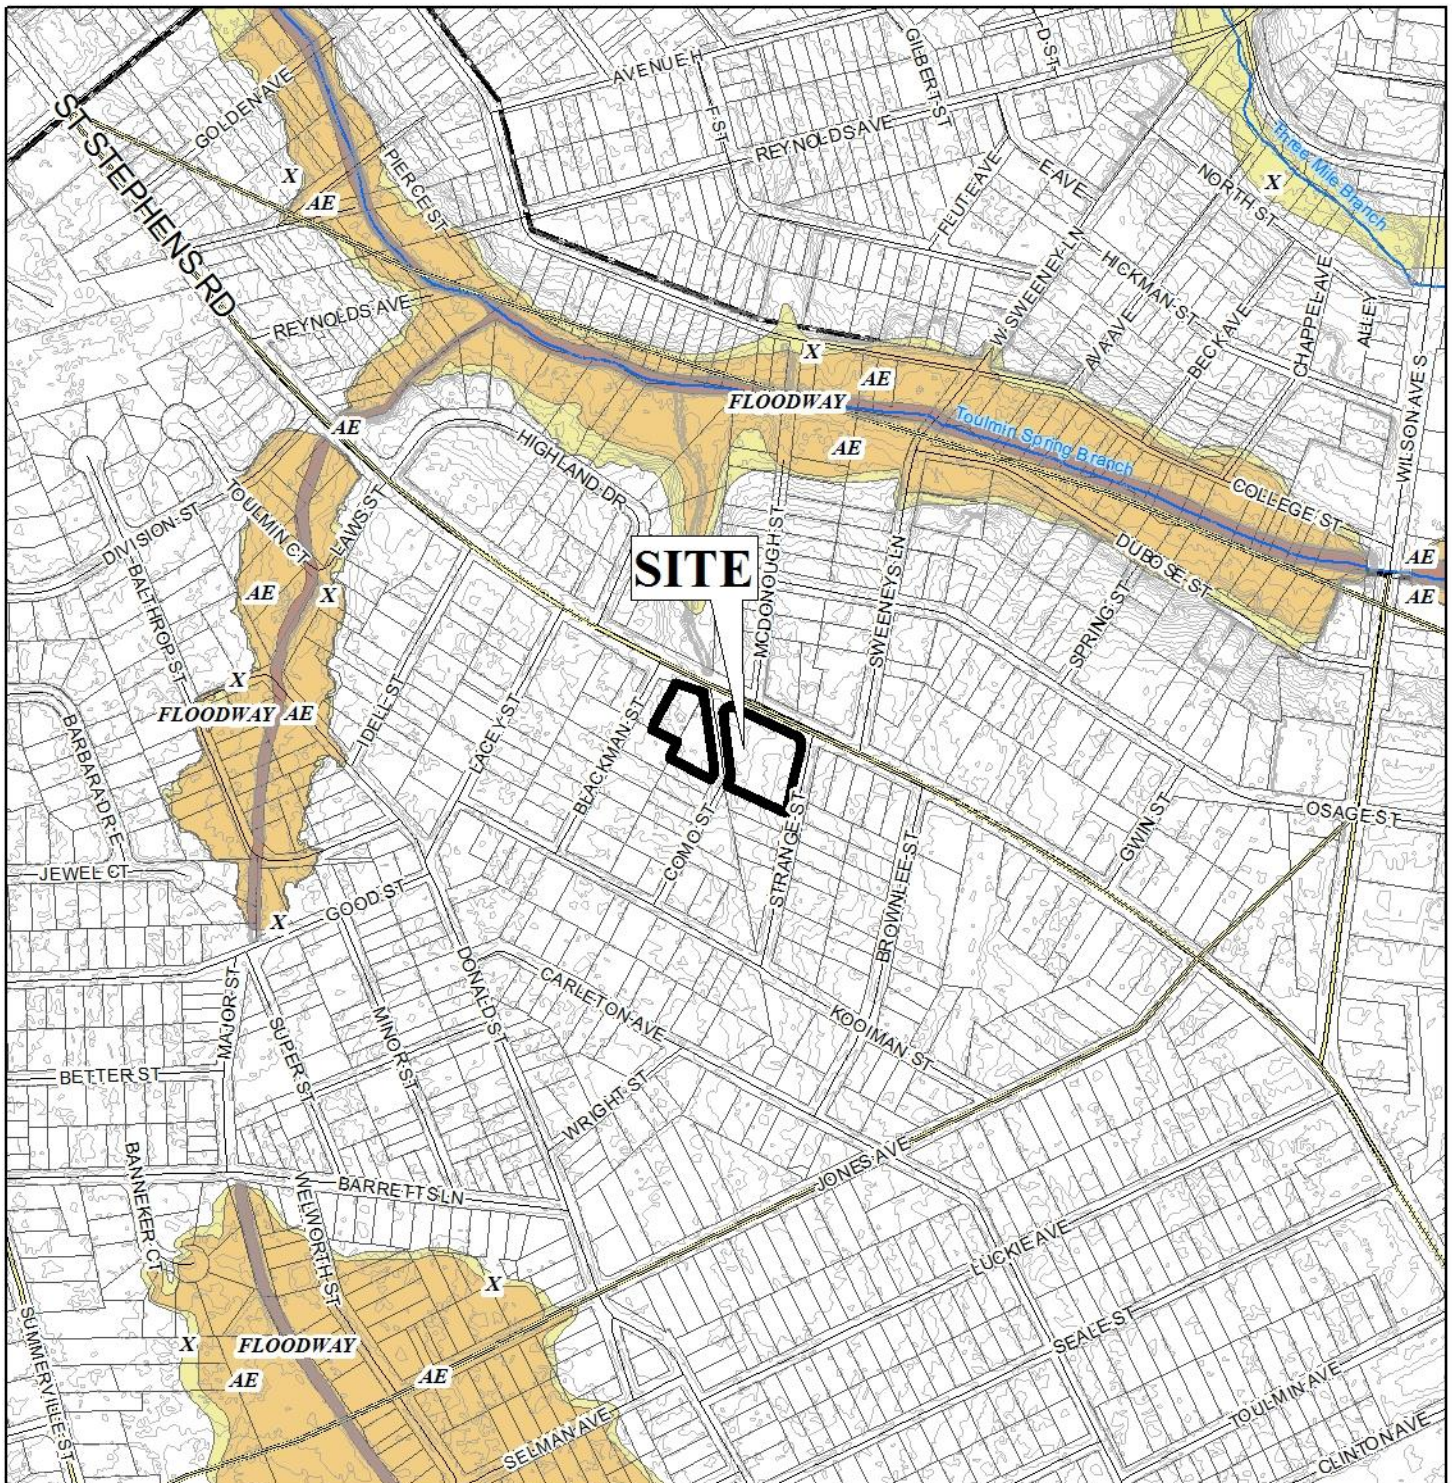 AVENUE H
GILBERT ST
D ST
GOLDEN AVE
ST STEPHENS RD
F ST
REYNOLDS AVE
Three Mile Branch
PIERCE ST
X
AE
E AVE
FLUTE AVE
NORTH ST
X
W SWEENEY LN
HICKMAN ST
CHAPPEL AVE
ALLEY
REYNOLDS AVE
AVA AVE
BECK AVE
X
AE
WILSON AVE S
FLOODWAY
AE
Toulmin Spring Branch
AE
HIGHLAND DR
COLLEGE ST
TOULMIN CT
LAWS ST
DIVISION ST
MCDONOUGH ST
SWEENEYS LN
DUBOSE ST
AE
AE
SITE
AE
X
BALTHROP ST
SPRING ST
X
FLOODWAY
AE
IDELL ST
LACEY ST
BLACKMAN ST
BARBARA DR E
COMO ST
STRANGE ST
BROWNLEE ST
GWIN ST
OSAGE ST
JEWEL CT
GOOD ST
X
DONALD ST
CARLETON AVE
KOOIMAN ST
MAJOR ST
SUPER ST
MINOR ST
BETTER ST
WRIGHT ST
BANNEKER CT
WELWORTH ST
BARRETTS LN
JONES AVE
LUCKIE AVE
X
SUMMERVILLE ST
X
FLOODWAY
AE
AE
SEALE ST
SELMAN AVE
TOULMIN AVE
CLINTON AVE